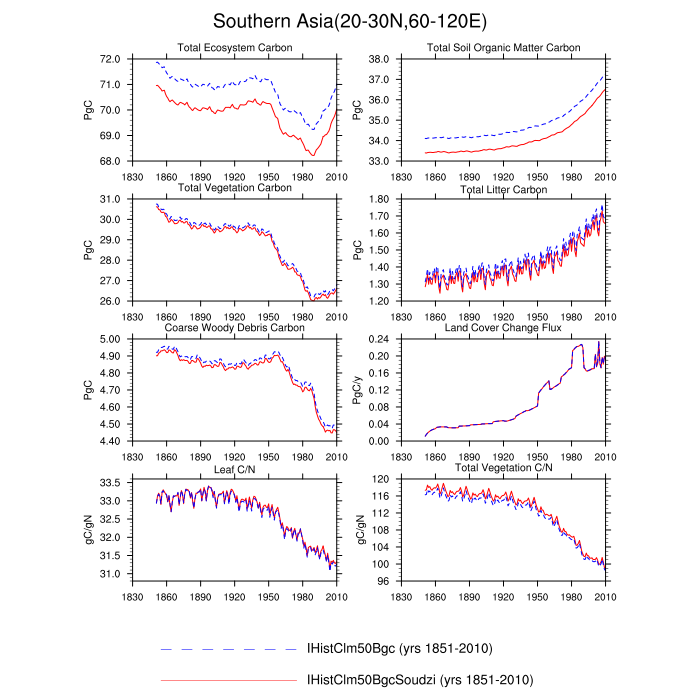 Southern Asia(20-30N,60-120E)
Total Ecosystem Carbon
PgC
72.0
71.0
70.0
69.0
68.0
1830 1860 1890 1920 1950 1980 2010
Total Soil Organic Matter Carbon
PgC
38.0
37.0
36.0
35.0
34.0
33.0
1830 1860 1890 1920 1950 1980 2010
Total Vegetation Carbon
PgC
31.0
30.0
29.0
28.0
27.0
26.0
1830 1860 1890 1920 1950 1980 2010
Total Litter Carbon
PgC
1.80
1.70
1.60
1.50
1.40
1.30
1.20
1830 1860 1890 1920 1950 1980 2010
Coarse Woody Debris Carbon
PgC
5.00
4.90
4.80
4.70
4.60
4.50
4.40
1830 1860 1890 1920 1950 1980 2010
Land Cover Change Flux
PgC/y
0.24
0.20
0.16
0.12
0.08
0.04
0.00
1830 1860 1890 1920 1950 1980 2010
Leaf C/N
gC/gN
33.5
33.0
32.5
32.0
31.5
31.0
1830 1860 1890 1920 1950 1980 2010
Total Vegetation C/N
gC/gN
120
116
112
108
104
100
96
1830 1860 1890 1920 1950 1980 2010
IHistClm50Bgc (yrs 1851-2010)
IHistClm50BgcSoudzi (yrs 1851-2010)